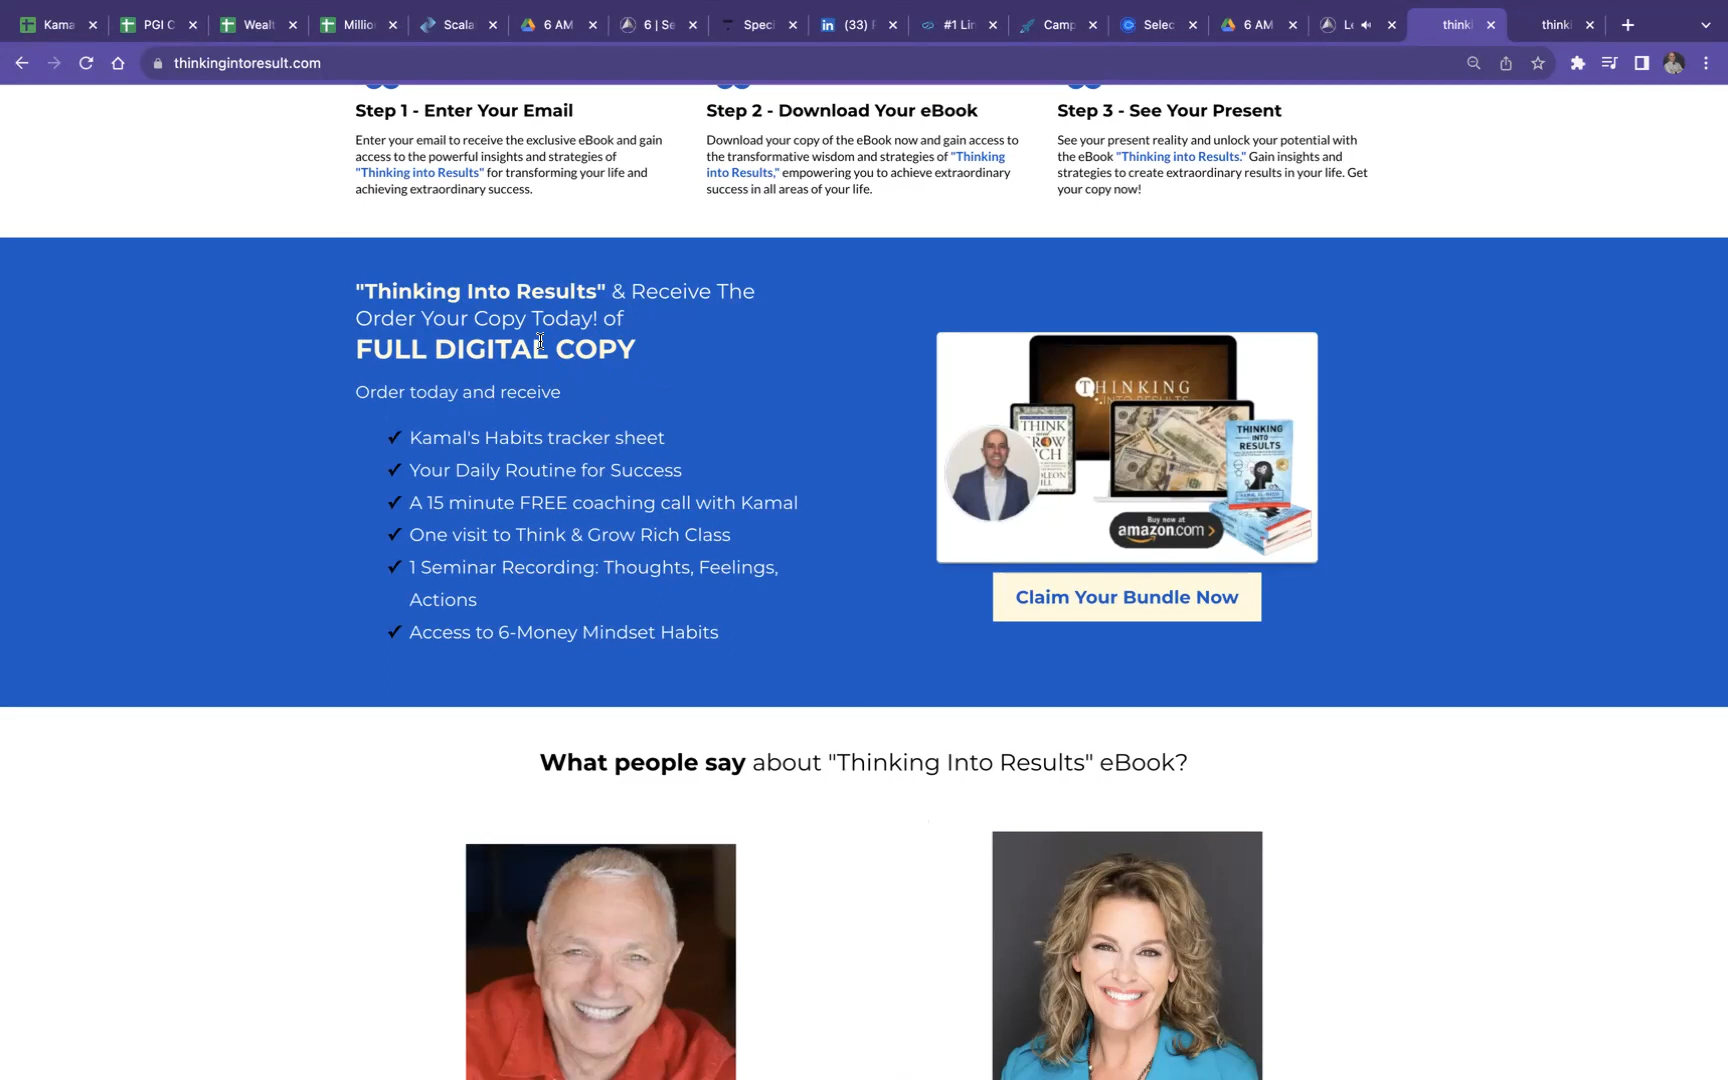 Kama
PGI C
Wealt
Millio
Scala
6 AM
6 | Se
Speci
(33) F
#1 Lin
Camp
Selec
6 AM
Le
thinki
thinki
thinkingintoresult.com
Step 1 - Enter Your Email
Enter your email to receive the exclusive eBook and gain
access to the powerful insights and strategies of
"Thinking into Results" for transforming your life and
achieving extraordinary success.
Step 2 - Download Your eBook
Download your copy of the eBook now and gain access to
the transformative wisdom and strategies of "Thinking
into Results," empowering you to achieve extraordinary
success in all areas of your life.
Step 3 - See Your Present
See your present reality and unlock your potential with
the eBook "Thinking into Results." Gain insights and
strategies to create extraordinary results in your life. Get
your copy now!
"Thinking Into Results" & Receive The
Order Your Copy Today! of
FULL DIGITAL COPY
Order today and receive
✓ Kamal's Habits tracker sheet
✓ Your Daily Routine for Success
✓ A 15 minute FREE coaching call with Kamal
✓ One visit to Think & Grow Rich Class
✓ 1 Seminar Recording: Thoughts, Feelings,
Actions
✓ Access to 6-Money Mindset Habits
THINKING
INTO RESULTS
THINK
GROW
RICH
THINKING
INTO
RESULTS
Buy now at
amazon.com
Claim Your Bundle Now
What people say about "Thinking Into Results" eBook?